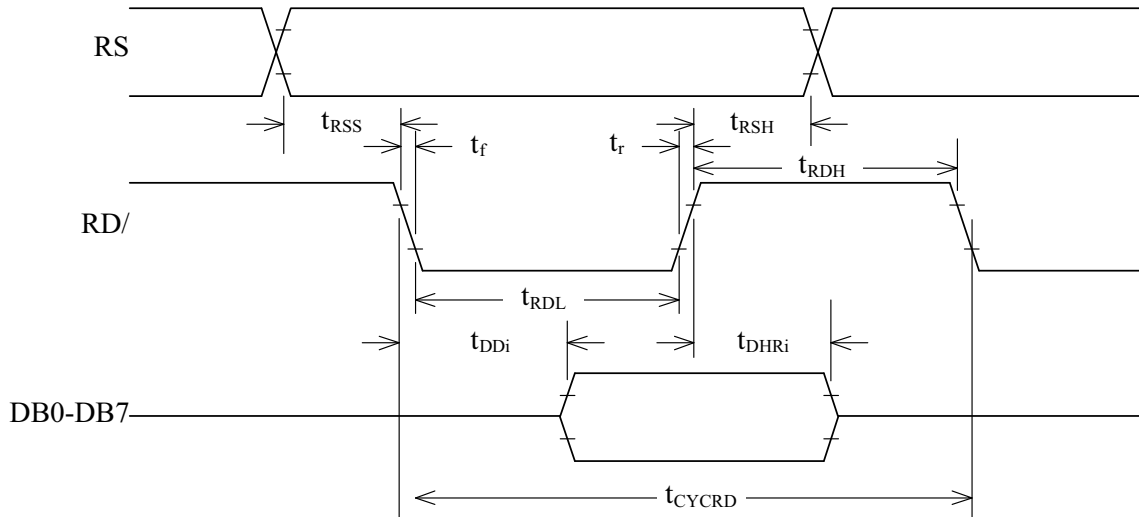 RS
tRSS
tf
tr
tRSH
tRDH
RD/
tRDL
tDDi
tDHRi
DB0-DB7
tCYCRD